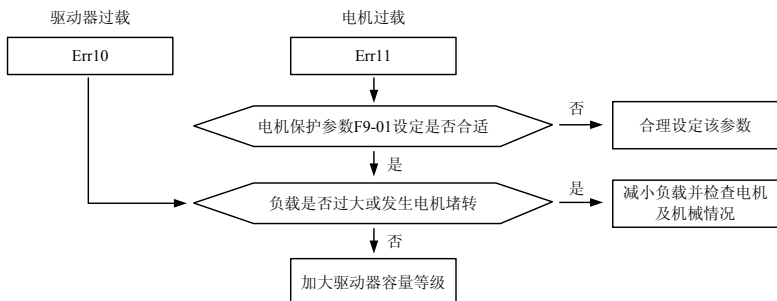 驱动器过载
电机过载
Err10
Err11
电机保护参数F9-01设定是否合适
否
合理设定该参数
是
负载是否过大或发生电机堵转
是
减小负载并检查电机
及机械情况
否
加大驱动器容量等级